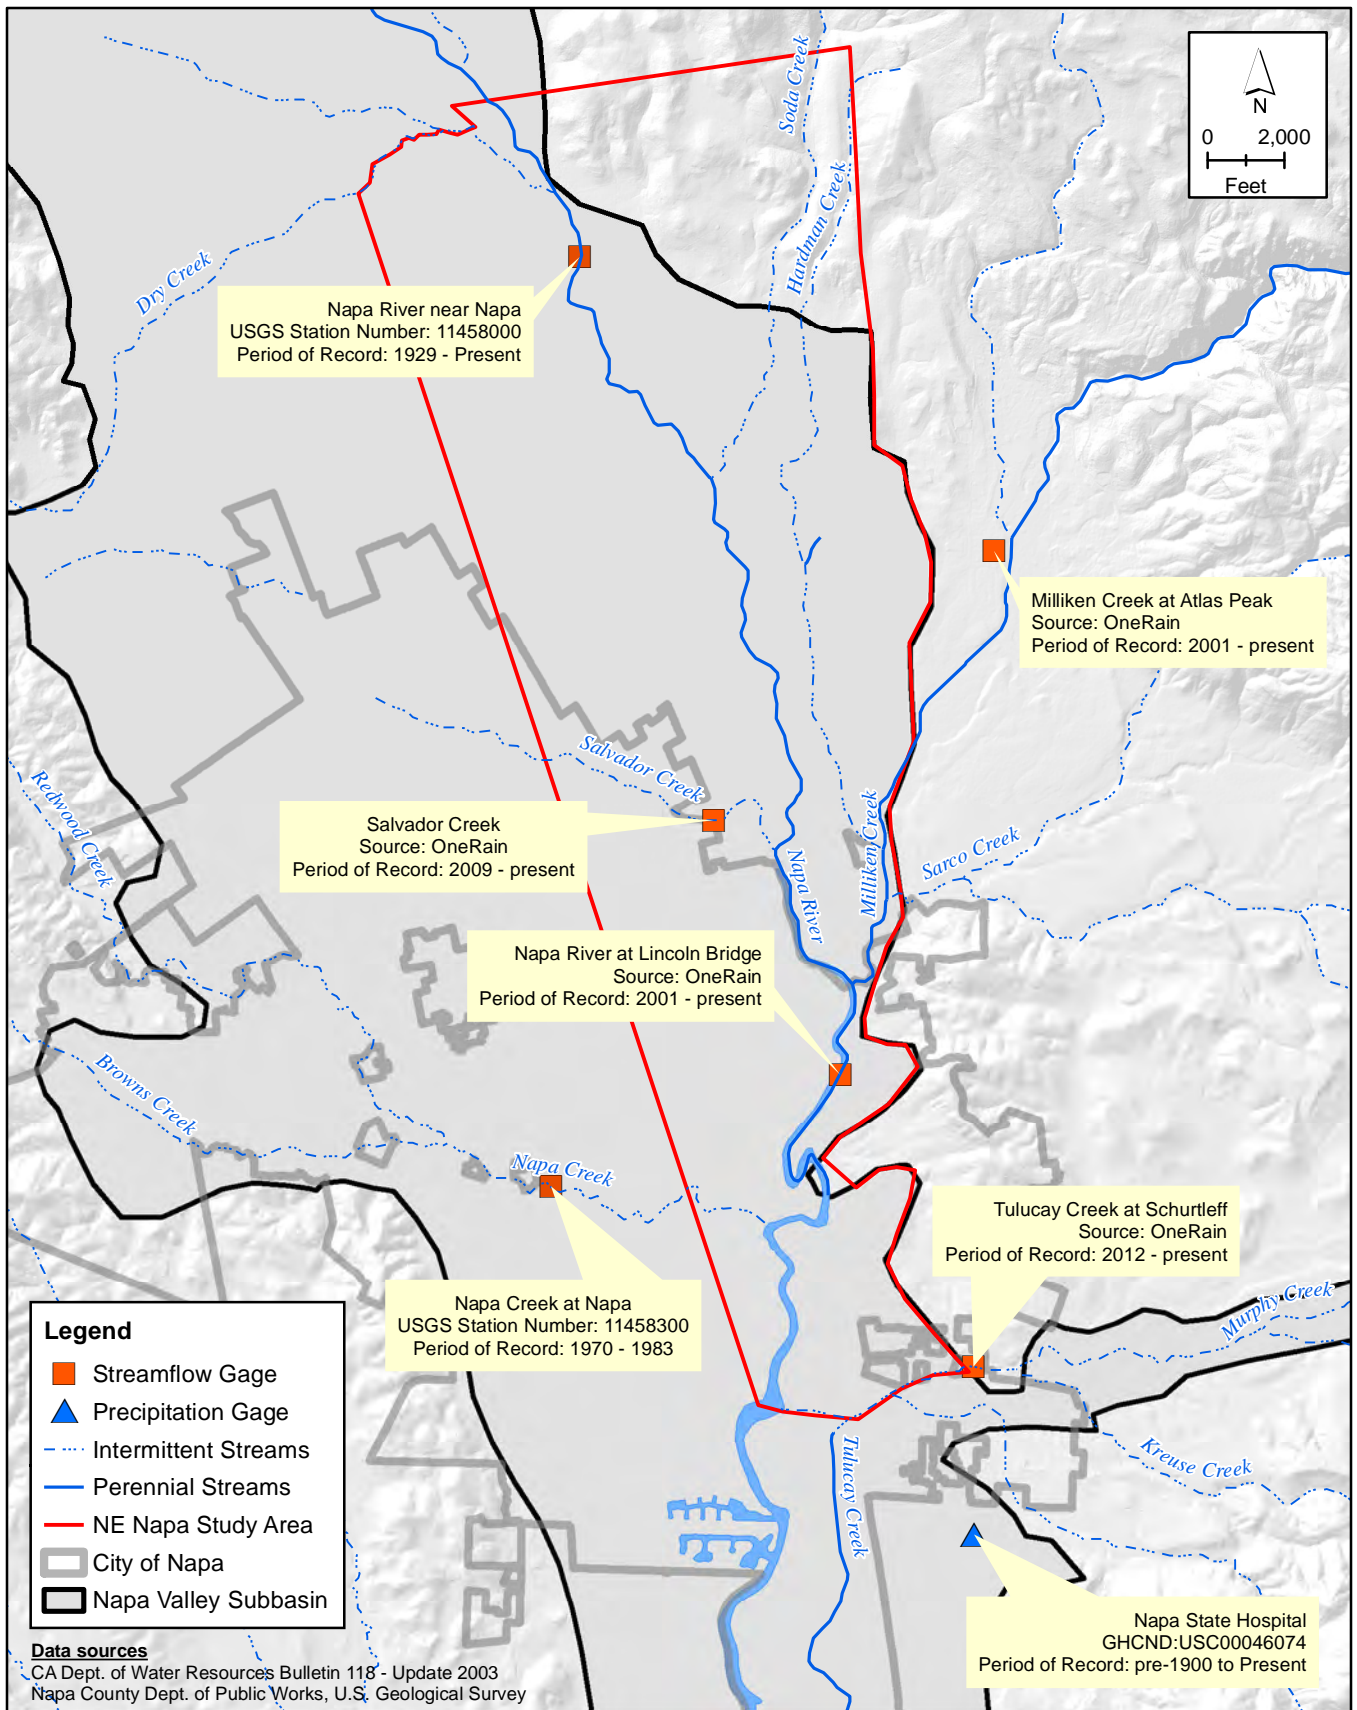 Soda Creek
N
0 2,000
Feet
Hardman Creek
Dry Creek
Napa River near Napa
USGS Station Number: 11458000
Period of Record: 1929 - Present
Milliken Creek at Atlas Peak
Source: OneRain
Period of Record: 2001 - present
Salvador Creek
Redwood Creek
Salvador Creek
Source: OneRain
Period of Record: 2009 - present
Napa River
Milliken Creek
Sarco Creek
Napa River at Lincoln Bridge
Source: OneRain
Period of Record: 2001 - present
Browns Creek
Napa Creek
Tulucay Creek at Schurtleff
Source: OneRain
Period of Record: 2012 - present
Napa Creek at Napa
USGS Station Number: 11458300
Period of Record: 1970 - 1983
Murphy Creek
Kreuse Creek
Tulucay Creek
Legend
Streamflow Gage
Precipitation Gage
Intermittent Streams
Perennial Streams
NE Napa Study Area
City of Napa
Napa Valley Subbasin
Napa State Hospital
GHCND:USC00046074
Period of Record: pre-1900 to Present
Data sources
CA Dept. of Water Resources Bulletin 118 - Update 2003
Napa County Dept. of Public Works, U.S. Geological Survey